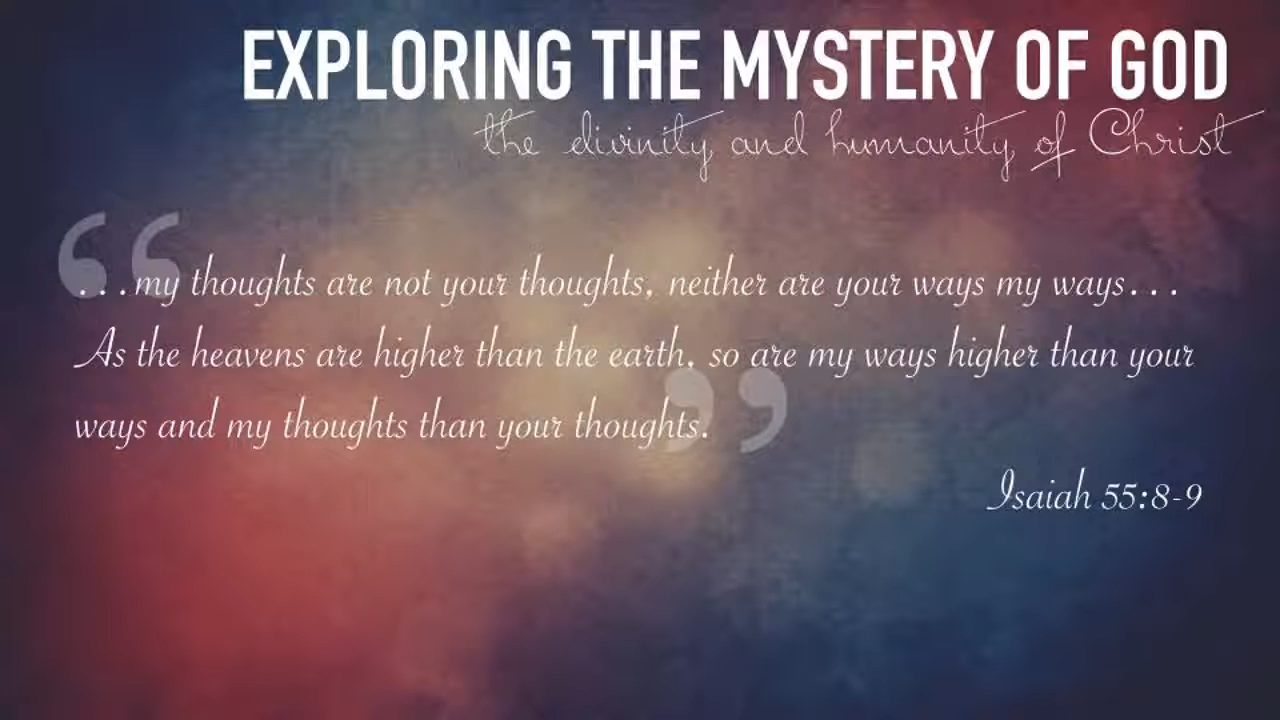 EXPLORING THE MYSTERY OF GOD
the divinity and humanity of Christ
“...my thoughts are not your thoughts, neither are your ways my ways...
As the heavens are higher than the earth, so are my ways higher than your
ways and my thoughts than your thoughts.”
Isaiah 55:8-9